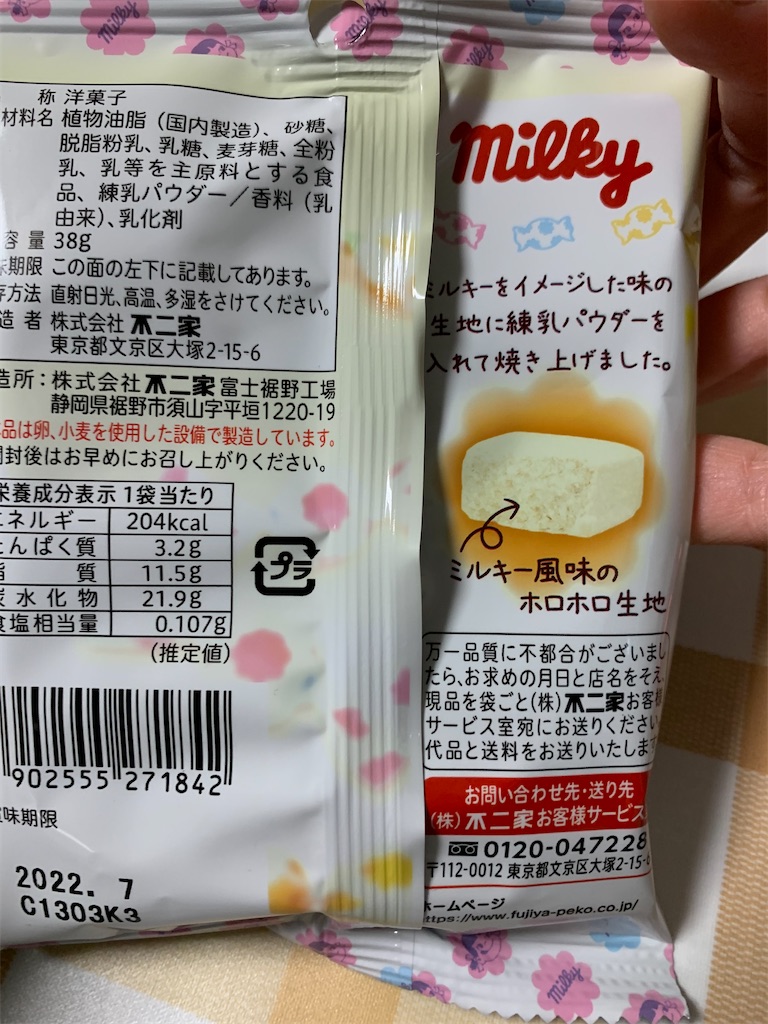 称 洋菓子
材料名 植物油脂（国内製造）、砂糖、
脱脂粉乳、乳糖、麦芽糖、全粉
乳、乳等を主原料とする食
品、練乳パウダー／香料（乳
由来）、乳化剤
容量 38g
味期限 この面の左下に記載してあります。
存方法 直射日光、高温、多湿をさけてください。
造者 株式会社不二家
東京都文京区大塚2-15-6
造所：株式会社不二家富士裾野工場
静岡県裾野市須山字平垣1220-19
品は卵、小麦を使用した設備で製造しています。
封後はお早めにお召し上がりください。
栄養成分表示 1袋当たり
エネルギー 204kcal
たんぱく質 3.2g
脂質 11.5g
炭水化物 21.9g
食塩相当量 0.107g
（推定値）
プラ
902555 271842
味期限
2022. 7
C1303K3
milky
ミルキーをイメージした味の
生地に練乳パウダーを
入れて焼き上げました。
ミルキー風味の
ホロホロ生地
万一品質に不都合がございまし
たら、お求めの月日と店名をそえ、
現品を袋ごと(株)不二家お客様
サービス室宛にお送りください。
代品と送料をお送りいたします
お問い合わせ先・送り先
(株)不二家お客様サービス
0120-047228
〒112-0012 東京都文京区大塚2-15-6
ホームページ
https://www.fujiya-peko.co.jp/
Milky